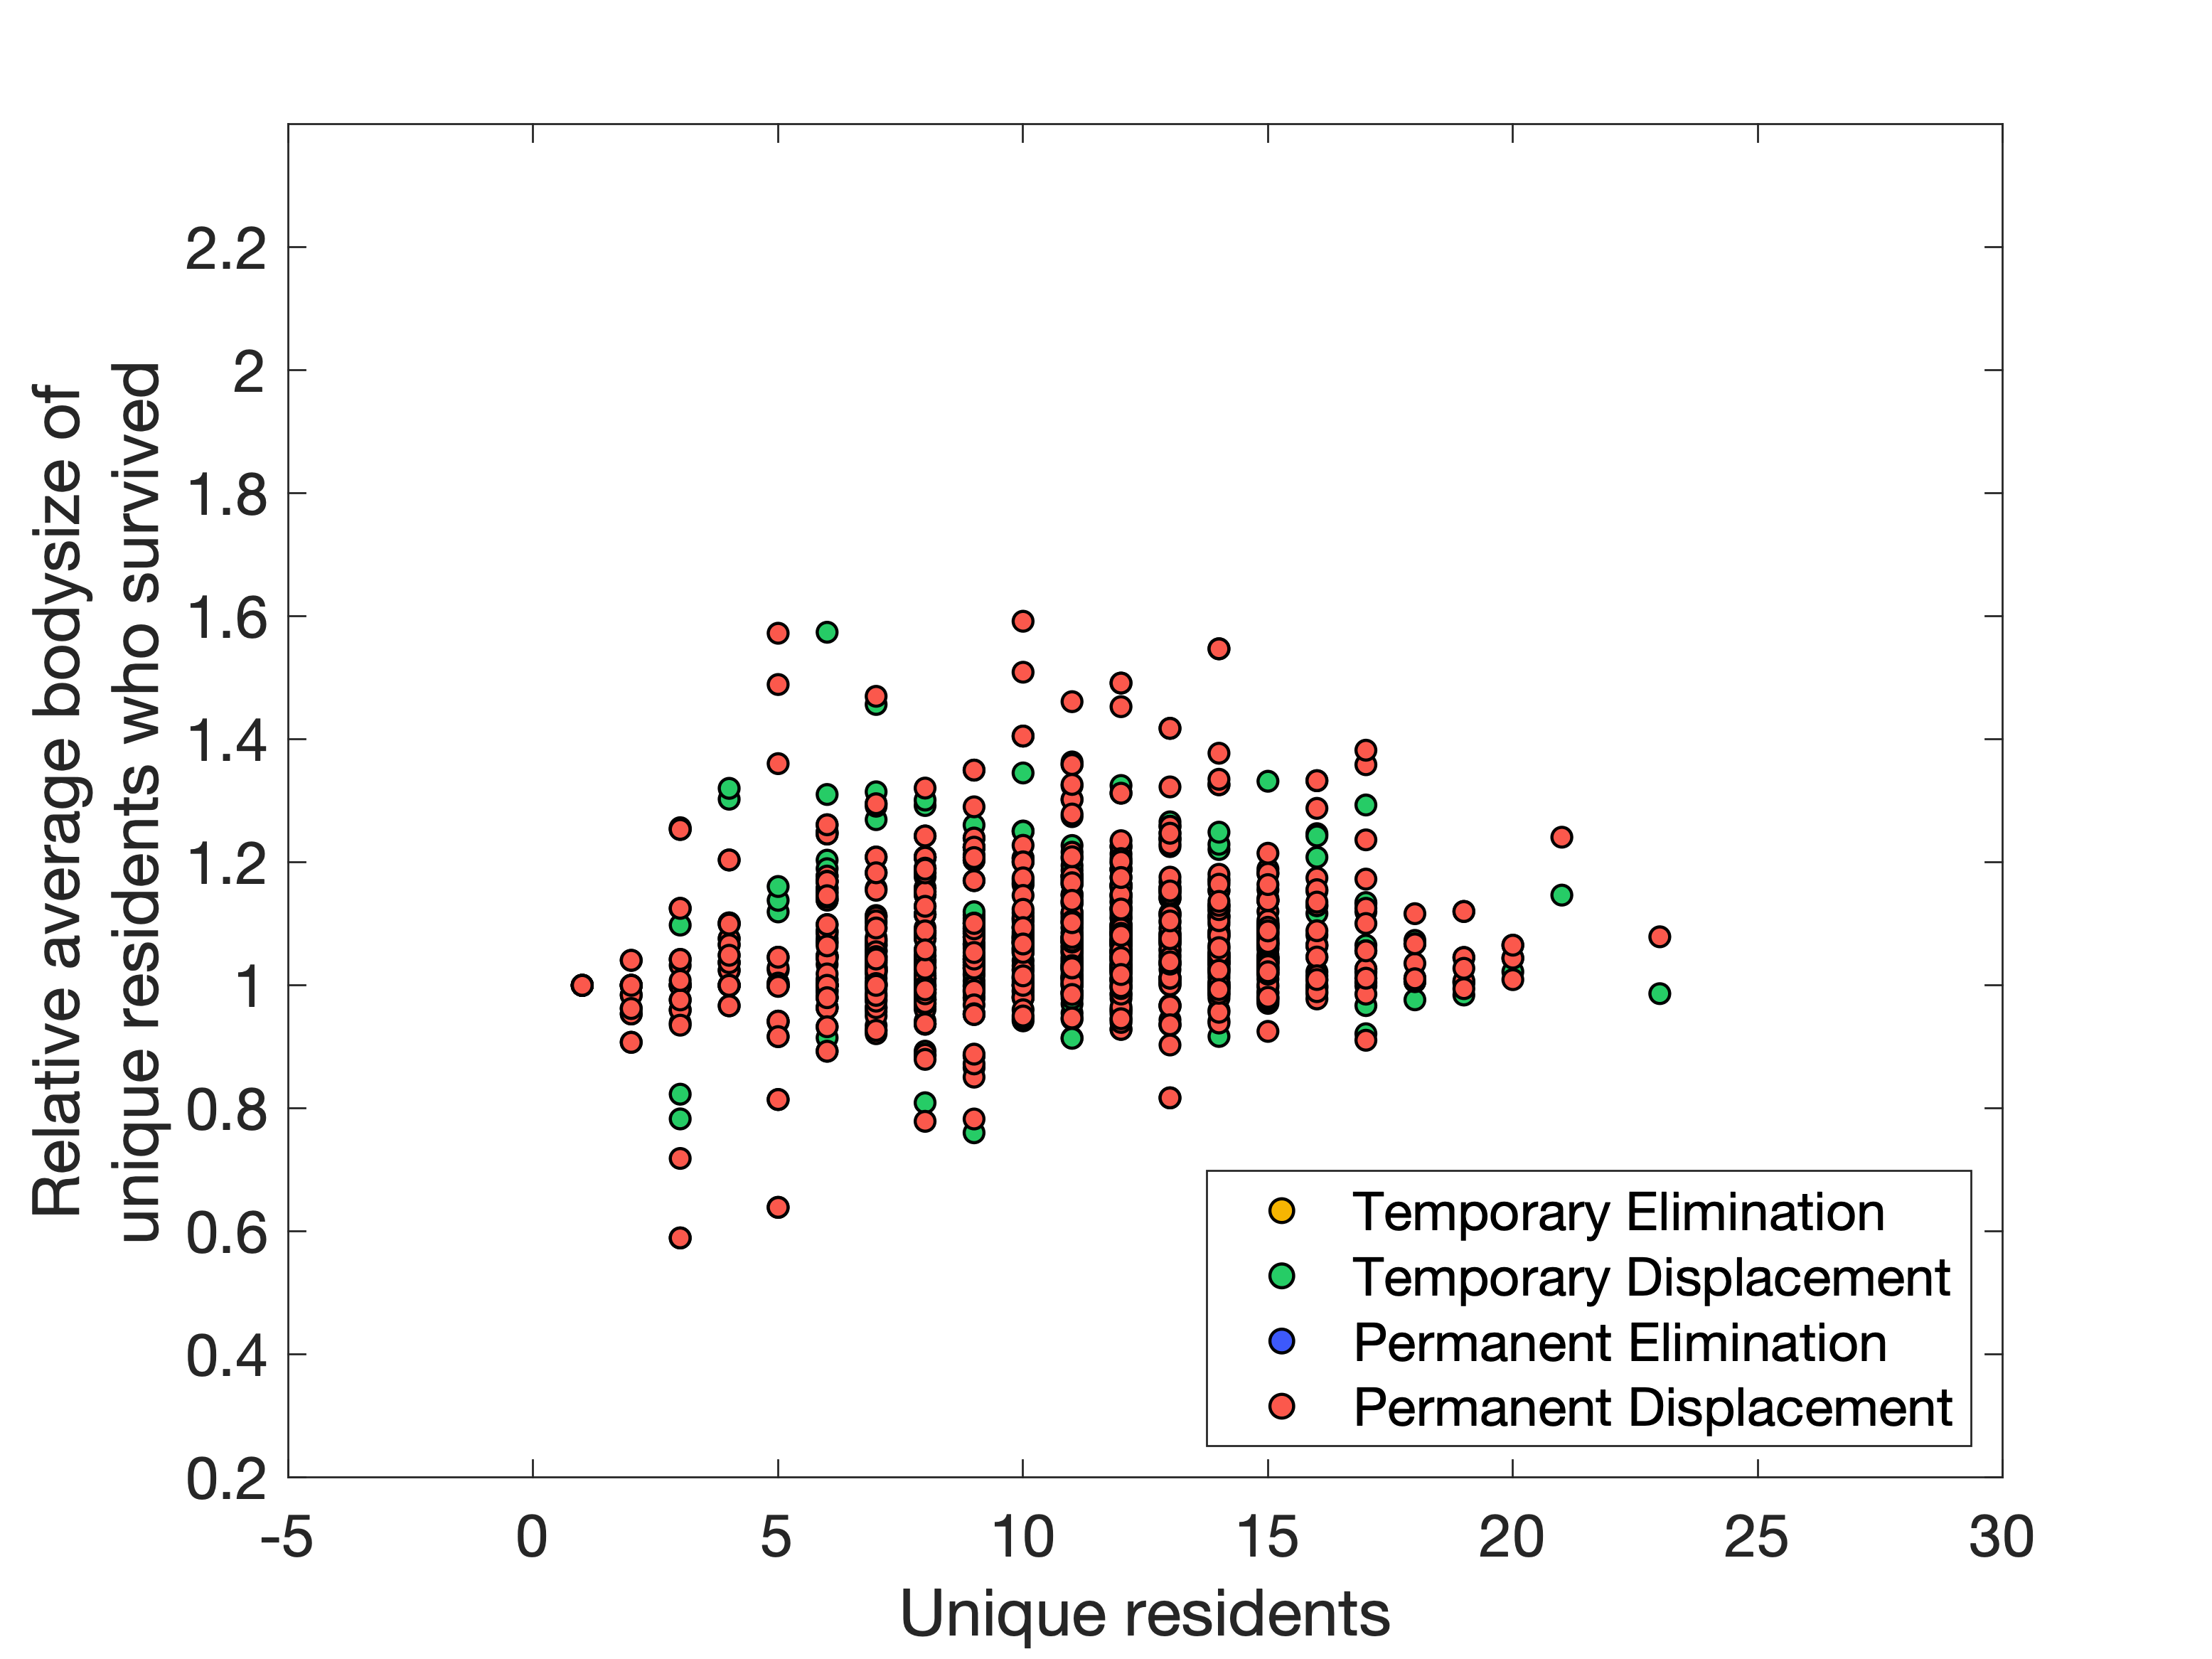 Relative average bodysize of
unique residents who survived
2.2
2
1.8
1.6
1.4
1.2
1
0.8
0.6
0.4
0.2
-5
0
5
10
15
20
25
30
Unique residents
Temporary Elimination
Temporary Displacement
Permanent Elimination
Permanent Displacement